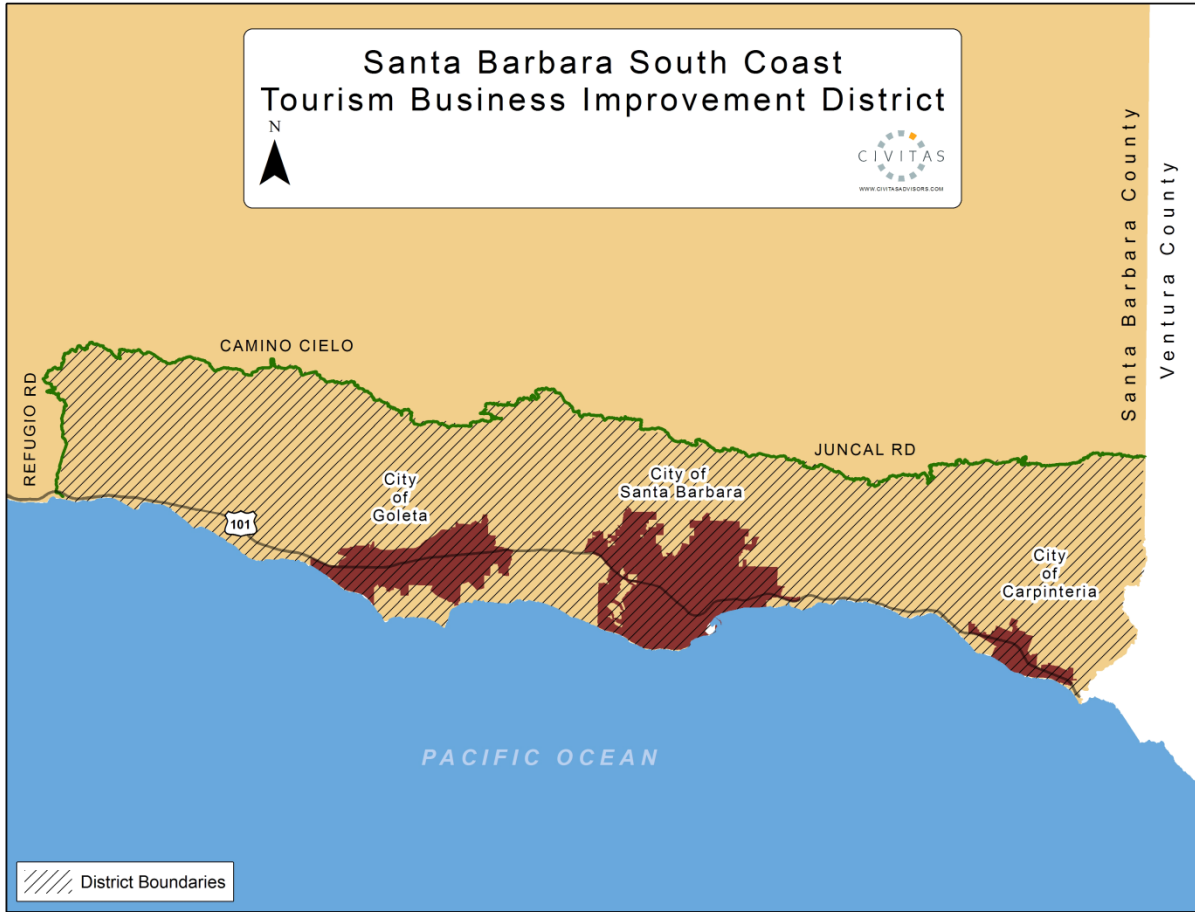 Santa Barbara South Coast
Tourism Business Improvement District
N
CIVITAS
WWW.CIVITASADVISORS.COM
Santa Barbara County
Ventura County
CAMINO CIELO
REFUGIO RD
JUNCAL RD
City
of
Goleta
City of
Santa Barbara
101
City
of
Carpinteria
PACIFIC OCEAN
District Boundaries